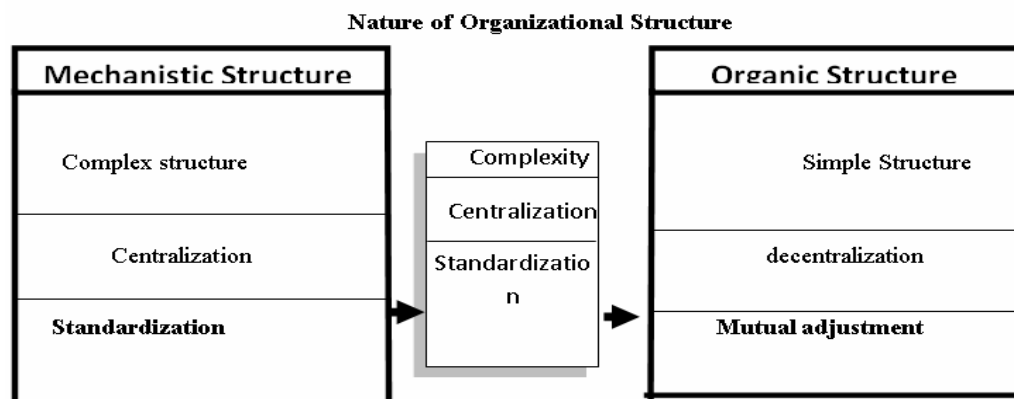 Nature of Organizational Structure
Mechanistic Structure
Complex structure
Centralization
Standardization
Complexity
Centralization
Standardizatio
n
Organic Structure
Simple Structure
decentralization
Mutual adjustment